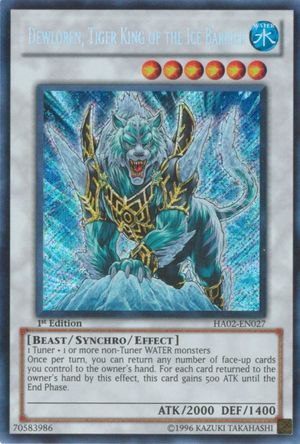 Dewloren, Tiger King of the Ice Barrier
WATER
水
1st Edition
HA02-EN027
[BEAST/SYNCHRO/EFFECT]
1 Tuner + 1 or more non-Tuner WATER monsters
Once per turn, you can return any number of face-up cards
you control to the owner's hand. For each card returned to the
owner's hand by this effect, this card gains 500 ATK until the
End Phase.
ATK/2000 DEF/1400
70583986
©1996 KAZUKI TAKAHASHI